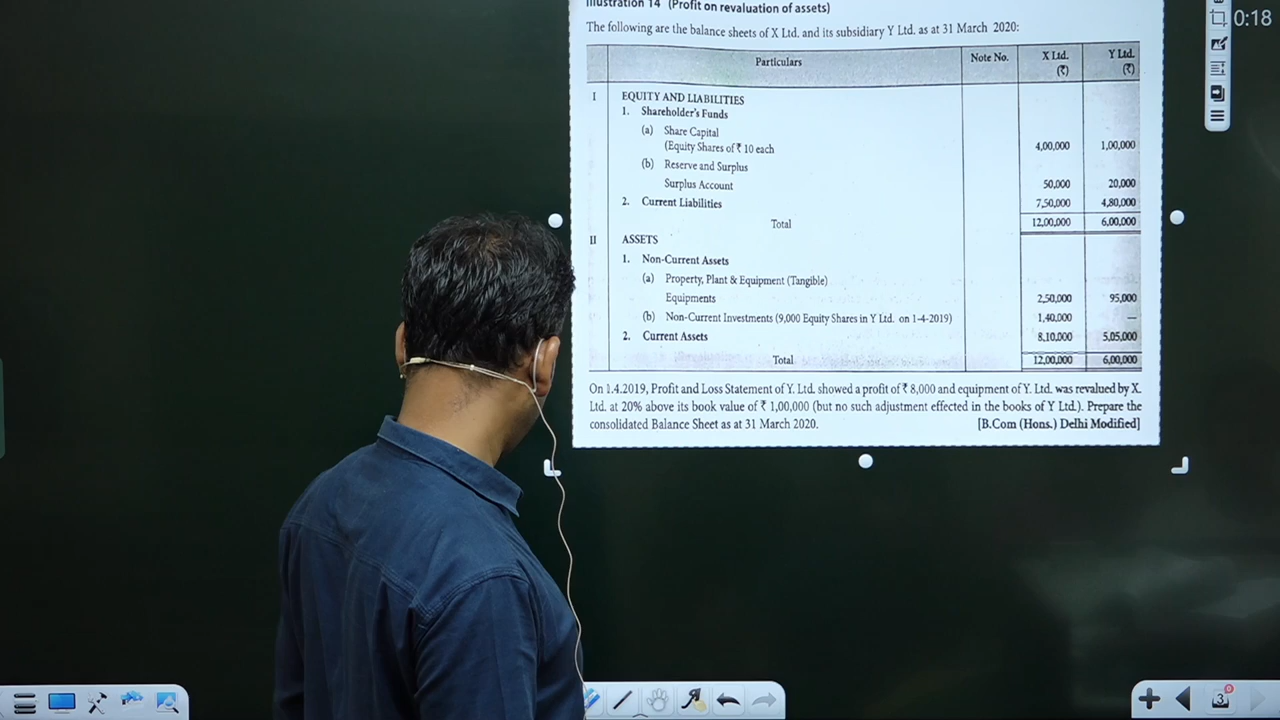 Illustration 14 (Profit on revaluation of assets)
The following are the balance sheets of X Ltd. and its subsidiary Y Ltd. as at 31 March 2020:
Particulars Note No. X Ltd. (₹) Y Ltd. (₹)
I EQUITY AND LIABILITIES
1. Shareholder's Funds
(a) Share Capital
(Equity Shares of ₹ 10 each 4,00,000 1,00,000
(b) Reserve and Surplus
Surplus Account 50,000 20,000
2. Current Liabilities 7,50,000 4,80,000
Total 12,00,000 6,00,000
II ASSETS
1. Non-Current Assets
(a) Property, Plant & Equipment (Tangible)
Equipments 2,50,000 95,000
(b) Non-Current Investments (9,000 Equity Shares in Y Ltd. on 1-4-2019) 1,40,000 —
2. Current Assets 8,10,000 5,05,000
Total 12,00,000 6,00,000
On 1.4.2019, Profit and Loss Statement of Y. Ltd. showed a profit of ₹ 8,000 and equipment of Y. Ltd. was revalued by X.
Ltd. at 20% above its book value of ₹ 1,00,000 (but no such adjustment effected in the books of Y Ltd.). Prepare the
consolidated Balance Sheet as at 31 March 2020. [B.Com (Hons.) Delhi Modified]
0:18
3